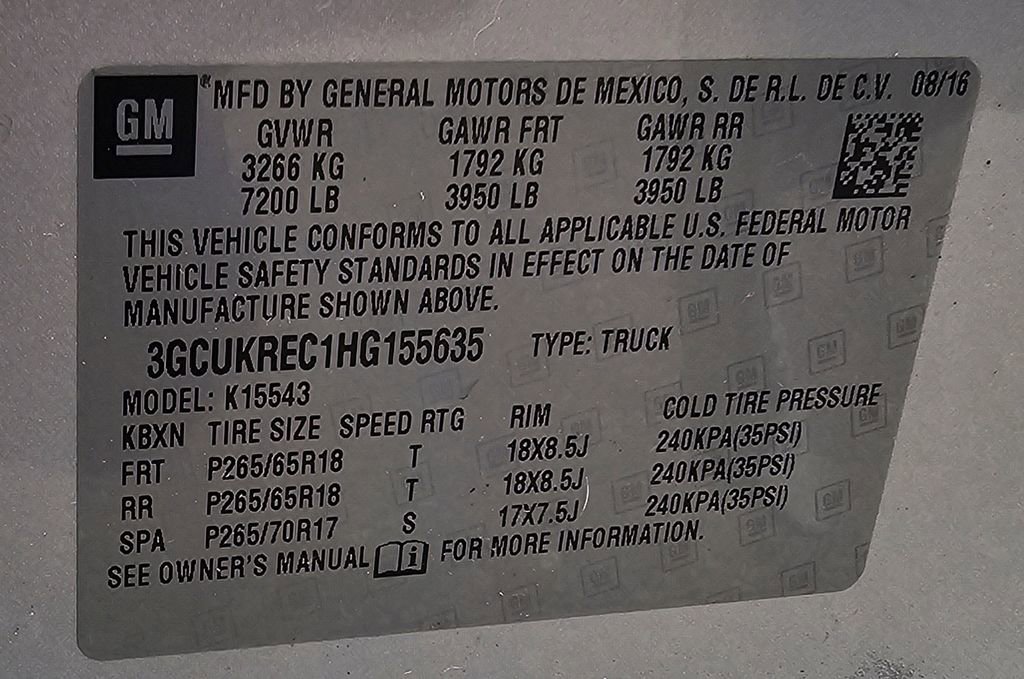 GM ® MFD BY GENERAL MOTORS DE MEXICO, S. DE R.L. DE C.V. 08/16
GVWR GAWR FRT GAWR RR
3266 KG 1792 KG 1792 KG
7200 LB 3950 LB 3950 LB
THIS VEHICLE CONFORMS TO ALL APPLICABLE U.S. FEDERAL MOTOR
VEHICLE SAFETY STANDARDS IN EFFECT ON THE DATE OF
MANUFACTURE SHOWN ABOVE.
3GCUKREC1HG155635 TYPE: TRUCK
MODEL: K15543
KBXN TIRE SIZE SPEED RTG RIM COLD TIRE PRESSURE
FRT P265/65R18 T 18X8.5J 240KPA(35PSI)
RR P265/65R18 T 18X8.5J 240KPA(35PSI)
SPA P265/70R17 S 17X7.5J 240KPA(35PSI)
SEE OWNER'S MANUAL i FOR MORE INFORMATION.